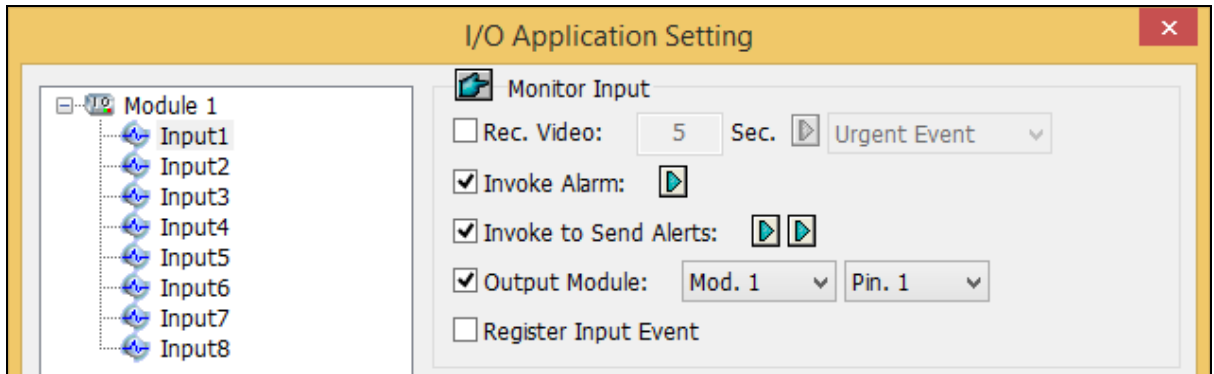 I/O Application Setting
Module 1
Input1
Input2
Input3
Input4
Input5
Input6
Input7
Input8
Monitor Input
Rec. Video: 5 Sec. Urgent Event
Invoke Alarm:
Invoke to Send Alerts:
Output Module: Mod. 1 Pin. 1
Register Input Event